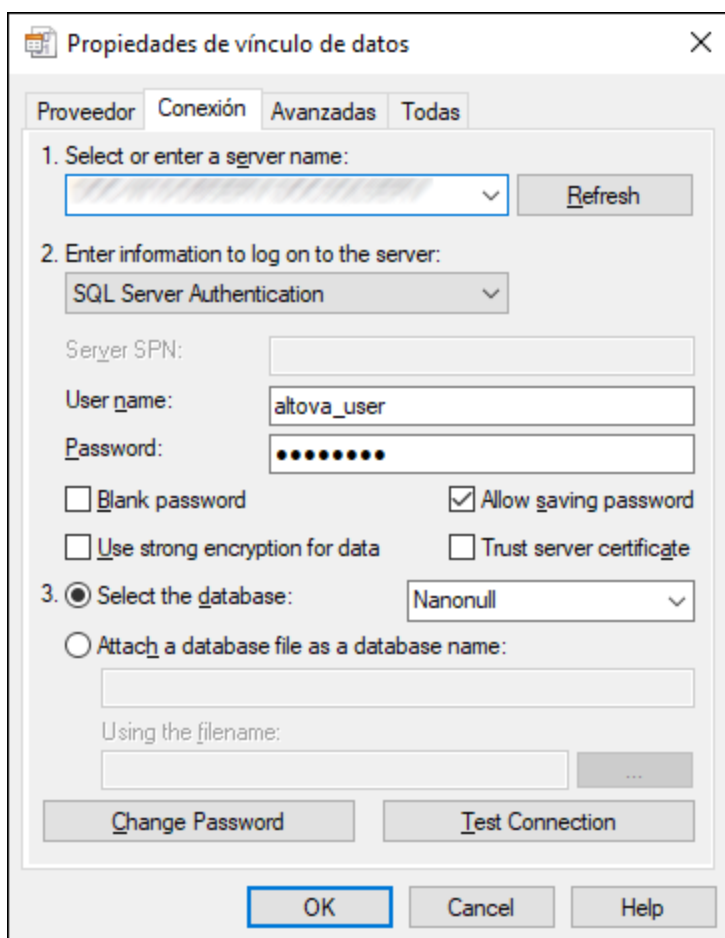 Propiedades de vínculo de datos
Proveedor Conexión Avanzadas Todas
1. Select or enter a server name:
Refresh
2. Enter information to log on to the server:
SQL Server Authentication
Server SPN:
User name: altova_user
Password: ●●●●●●●●
Blank password Allow saving password
Use strong encryption for data Trust server certificate
3. Select the database: Nanonull
Attach a database file as a database name:
Using the filename:
...
Change Password Test Connection
OK Cancel Help